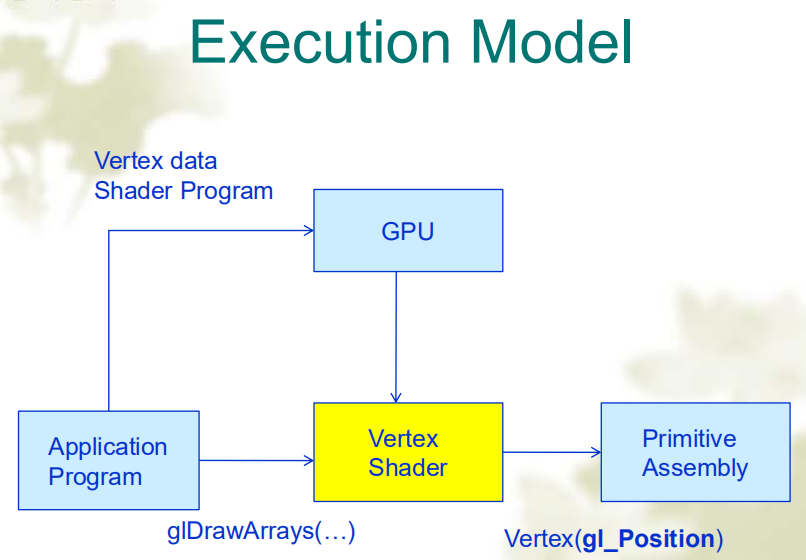 Execution Model
Vertex data
Shader Program
GPU
Application
Program
Vertex
Shader
Primitive
Assembly
glDrawArrays(…)
Vertex(gl_Position)